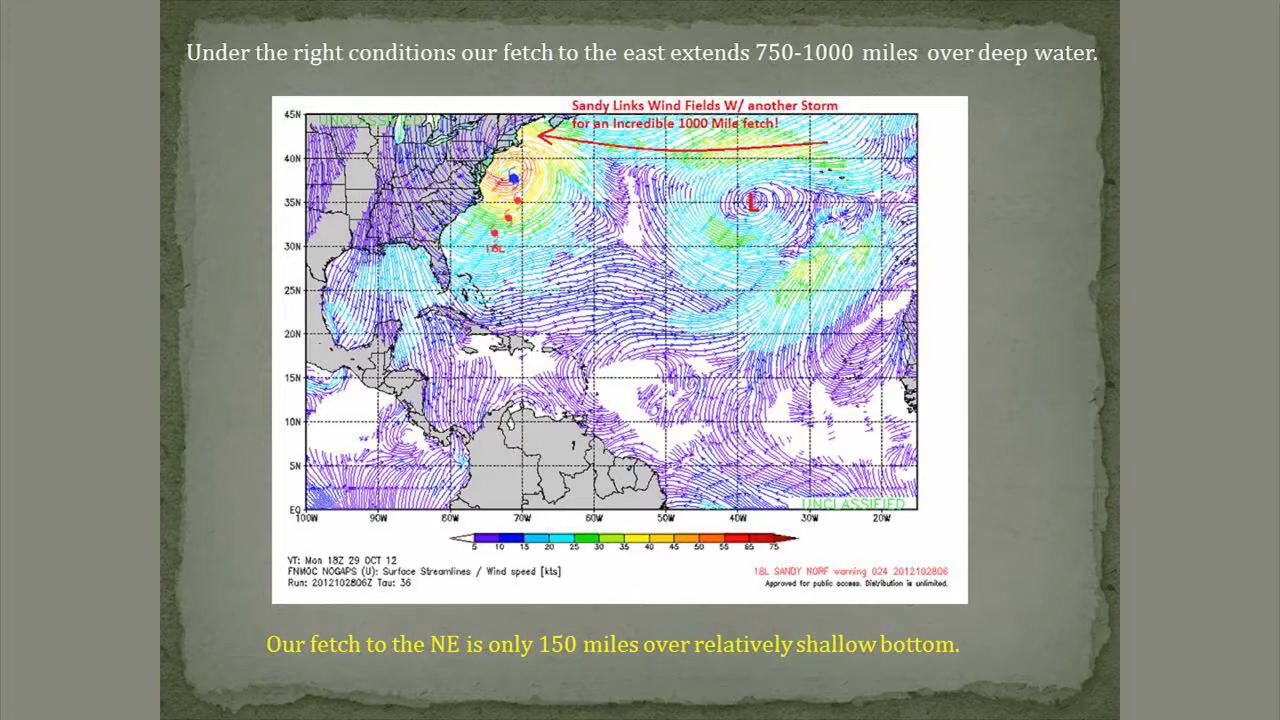 Under the right conditions our fetch to the east extends 750-1000 miles over deep water.
Sandy Links Wind Fields W/ another Storm
for an Incredible 1000 Mile fetch!
UNCLASSIFIED
45N
40N
35N
L
30N
18L
25N
20N
15N
10N
5N
UNCLASSIFIED
EQ
100W 90W 80W 70W 60W 50W 40W 30W 20W
5 10 15 20 25 30 35 40 45 50 55 65 75
VT: Mon 18Z 29 OCT 12
FNMOC NOGAPS (U): Surface Streamlines / Wind speed [kts]
Run: 2012102806Z Tau: 36
18L SANDY NORF warning 024 2012102806
Approved for public access. Distribution is unlimited.
Our fetch to the NE is only 150 miles over relatively shallow bottom.